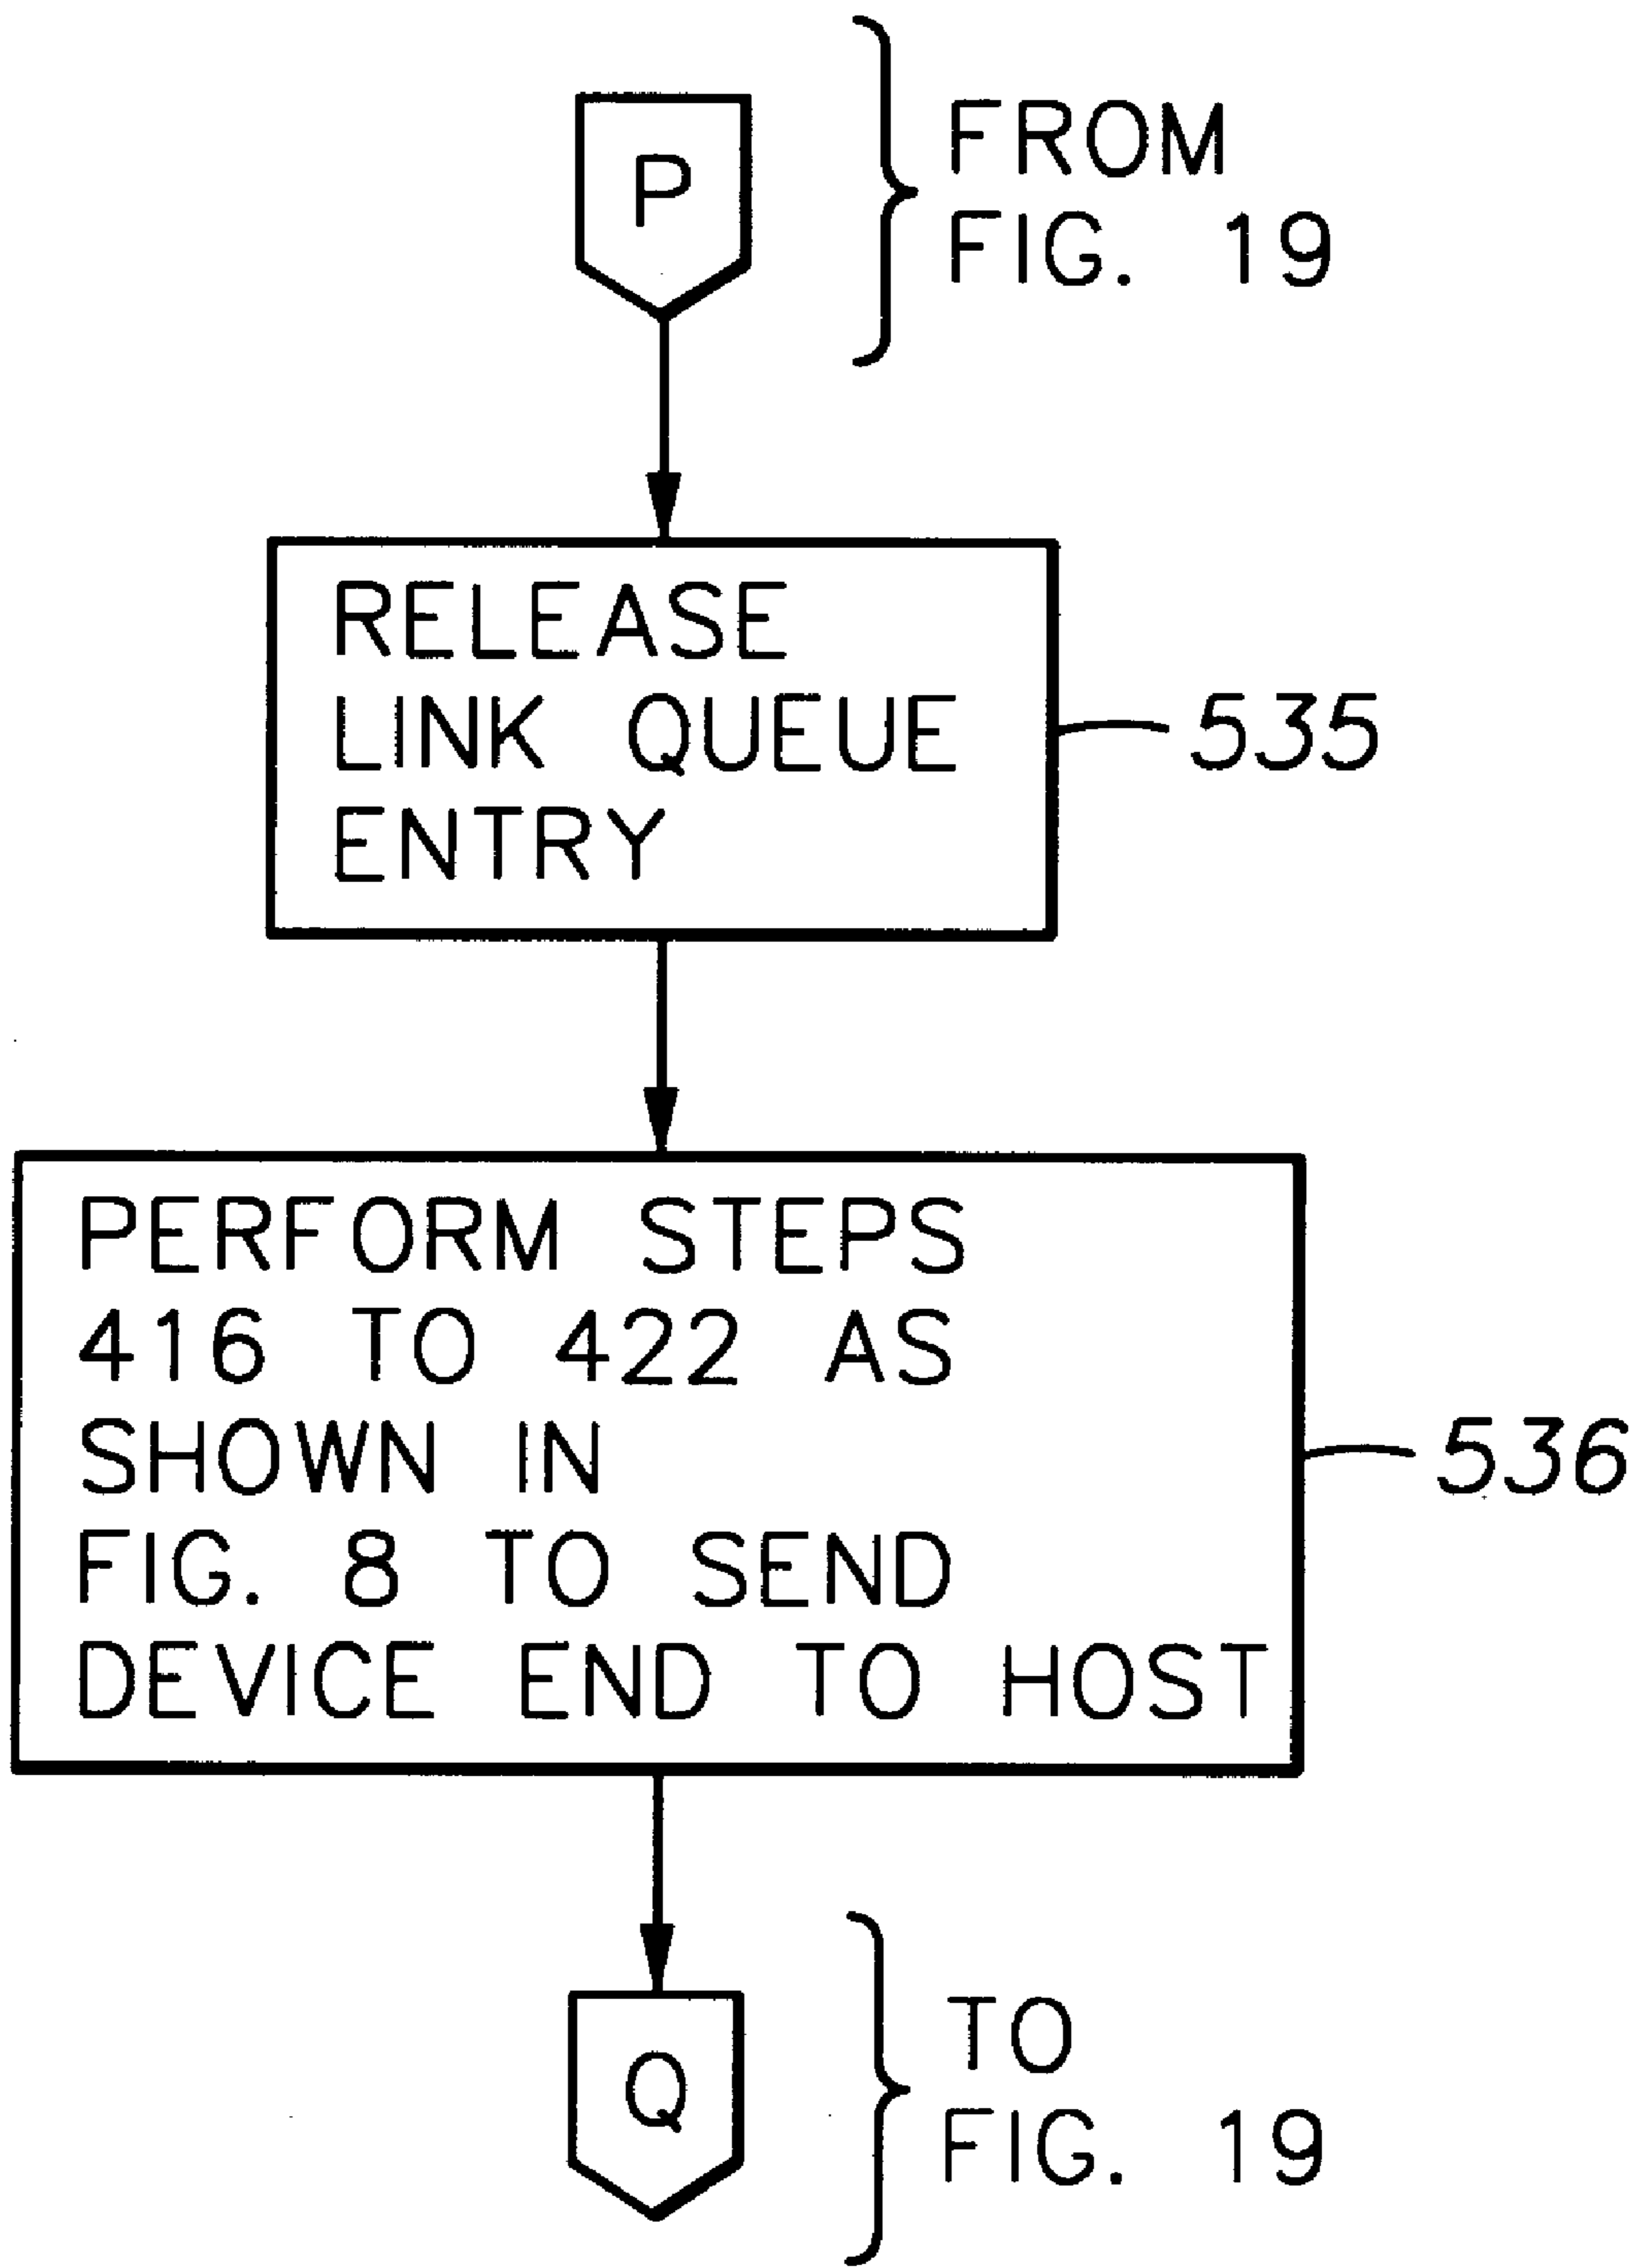 P
FROM
FIG. 19
RELEASE
LINK QUEUE
ENTRY
535
PERFORM STEPS
416 TO 422 AS
SHOWN IN
FIG. 8 TO SEND
DEVICE END TO HOST
536
Q
TO
FIG. 19